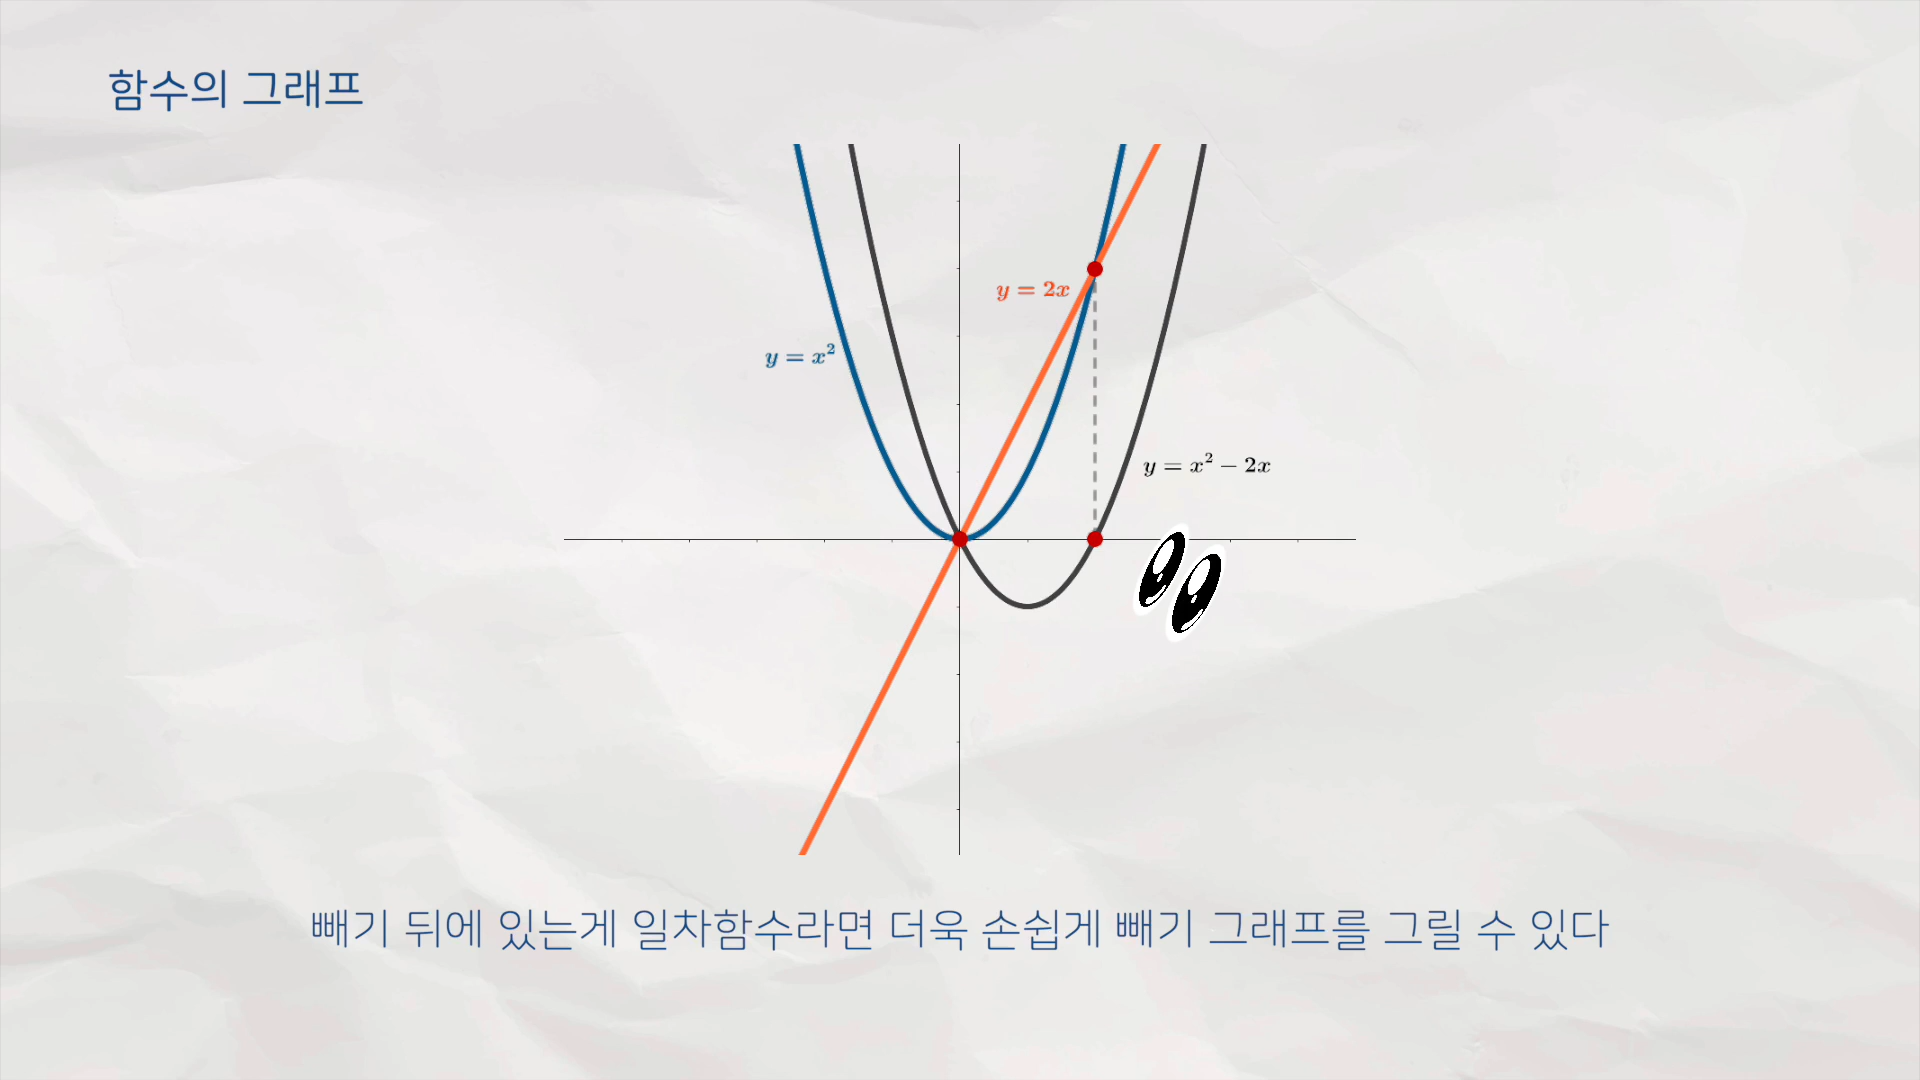 함수의 그래프
y = 2x
y = x²
y = x² − 2x
빼기 뒤에 있는게 일차함수라면 더욱 손쉽게 빼기 그래프를 그릴 수 있다